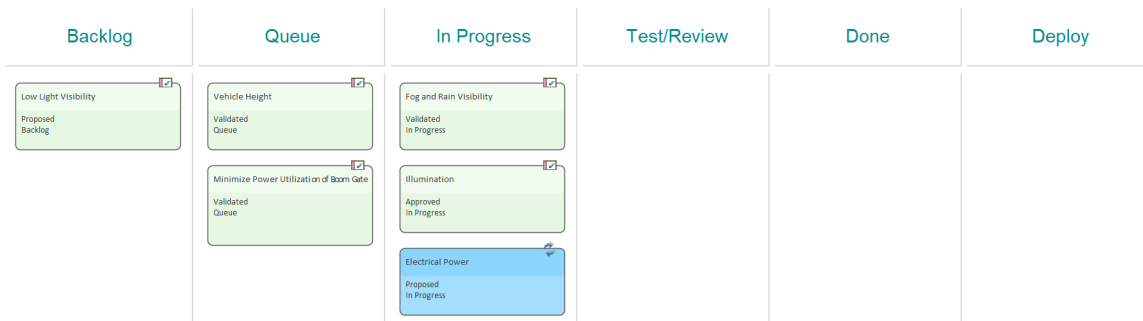 Backlog
Queue
In Progress
Test/Review
Done
Deploy
Low Light Visibility
Proposed
Backlog
Vehicle Height
Validated
Queue
Minimize Power Utilization of Boom Gate
Validated
Queue
Fog and Rain Visibility
Validated
In Progress
Illumination
Approved
In Progress
Electrical Power
Proposed
In Progress